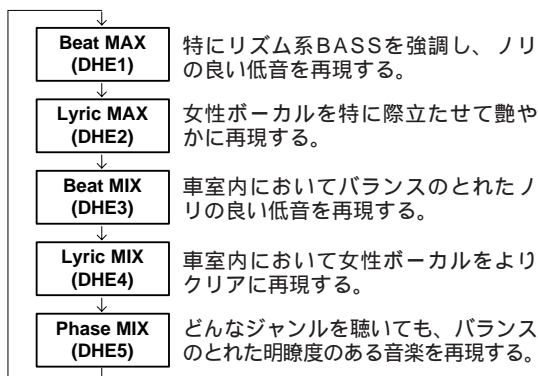 Beat MAX
(DHE1)
特にリズム系BASSを強調し、ノリ
の良い低音を再現する。
Lyric MAX
(DHE2)
女性ボーカルを特に際立たせて艶や
かに再現する。
Beat MIX
(DHE3)
車室内においてバランスのとれたノ
リの良い低音を再現する。
Lyric MIX
(DHE4)
車室内において女性ボーカルをより
クリアに再現する。
Phase MIX
(DHE5)
どんなジャンルを聴いても、バランス
のとれた明瞭度のある音楽を再現する。